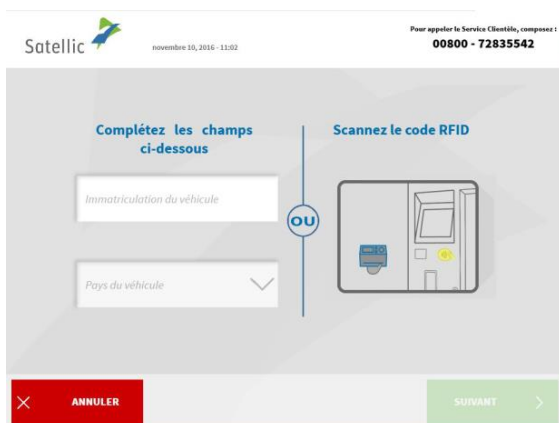 Satellic
novembre 10, 2016 - 11:02
Pour appeler le Service Clientèle, composez :
00800 - 72835542
Complétez les champs
ci-dessous
Immatriculation du véhicule
Pays du véhicule
OU
Scannez le code RFID
ANNULER
SUIVANT